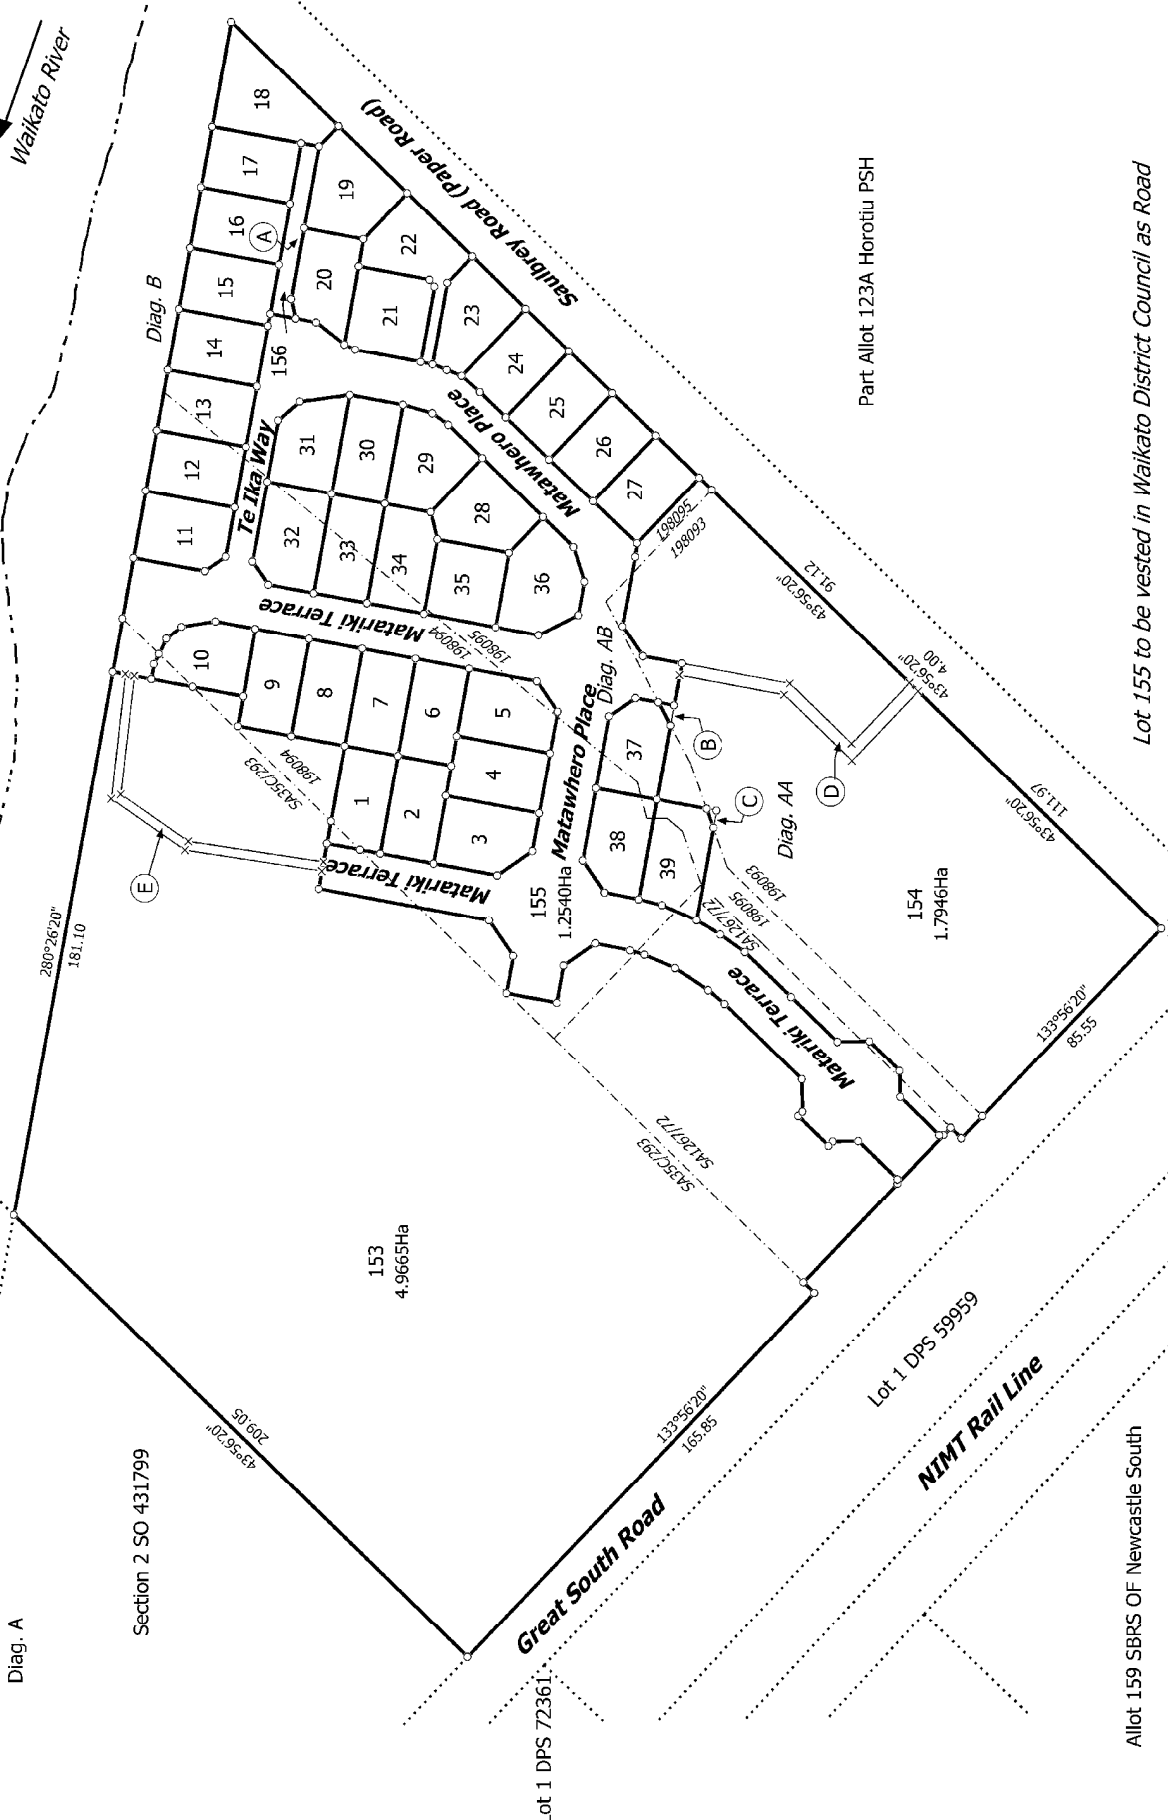 Diag. A
Section 2 SO 431799
Waikato River
280°26'20"
181.10
43°56'20"
209.05
153
4.9665Ha
133°56'20"
165.85
Great South Road
Lot 1 DPS 59959
NIMT Rail Line
Allot 159 SBRS OF Newcastle South
Lot 1 DPS 72361
E
SA35C/293
198094
SA35C/293
SA1267/72
Diag. B
10
11
12
13
14
15
16
17
18
A
19
20
21
22
23
24
25
26
27
156
Te Ika Way
Saulbrey Road (Paper Road)
Matawhero Place
Matariki Terrace
31
30
29
28
32
33
34
35
36
198094
198095
9
8
7
6
5
1
2
4
3
Matariki Terrace
155
1.2540Ha
Matawhero Place
Diag. AB
37
38
39
B
C
Diag. AA
D
198095
198093
SA1267/72
198095
198093
Matariki Terrace
154
1.7946Ha
43°56'20"
91.12
43°56'20"
4.00
43°56'20"
111.97
133°56'20"
85.55
Part Allot 123A Horotiu PSH
Lot 155 to be vested in Waikato District Council as Road